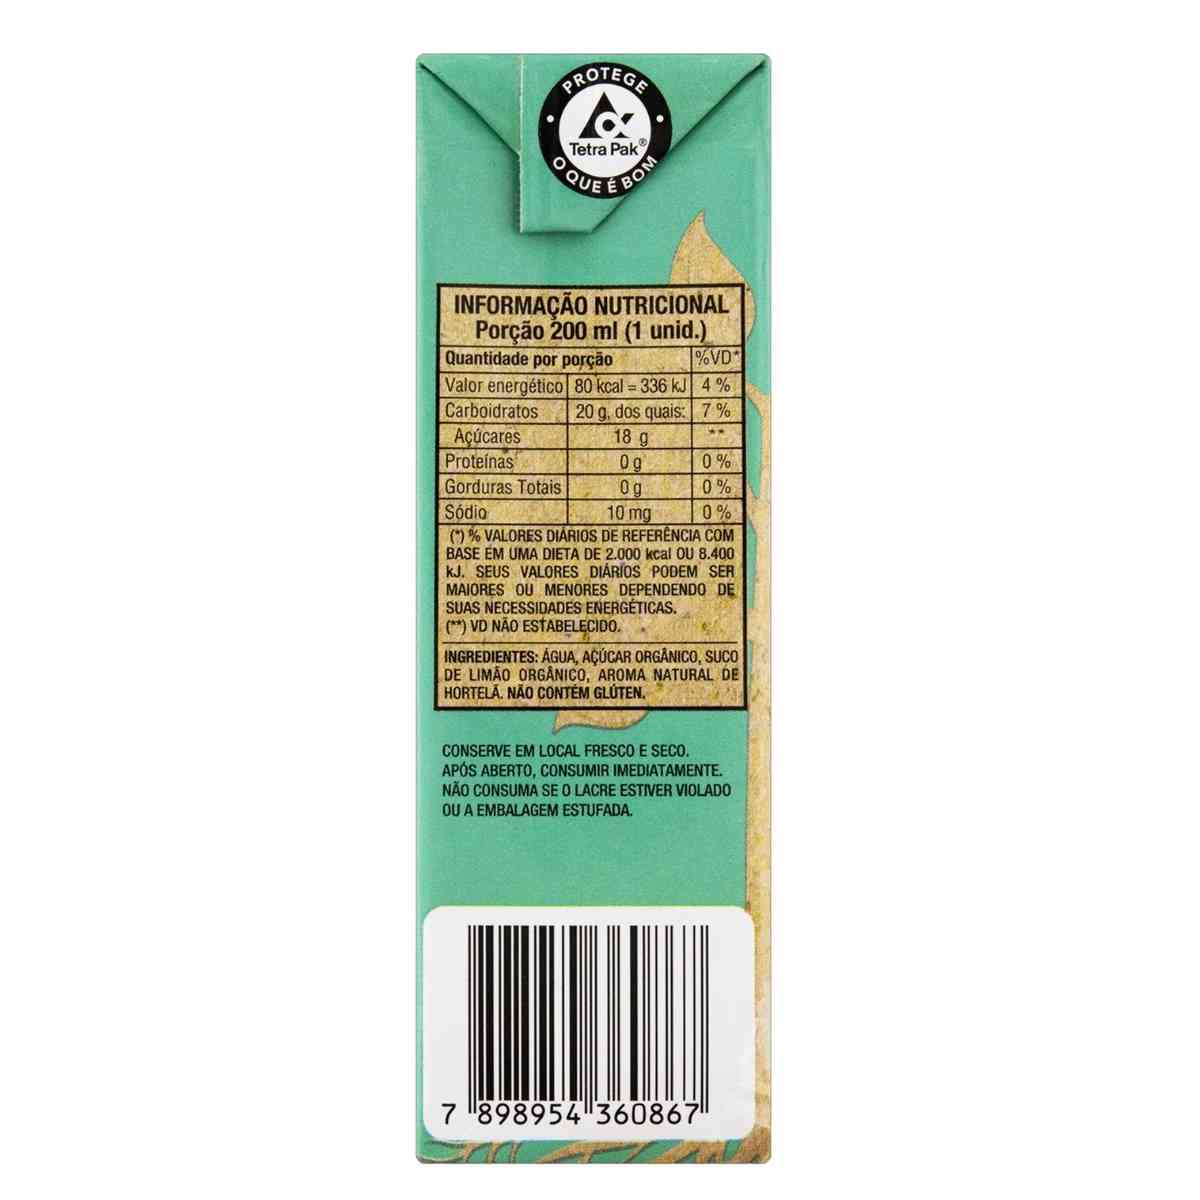 PROTEGE
Tetra Pak®
O QUE É BOM
INFORMAÇÃO NUTRICIONAL
Porção 200 ml (1 unid.)
Quantidade por porção %VD*
Valor energético 80 kcal = 336 kJ 4 %
Carboidratos 20 g, dos quais: 7 %
Açúcares 18 g **
Proteínas 0 g 0 %
Gorduras Totais 0 g 0 %
Sódio 10 mg 0 %
(*) % VALORES DIÁRIOS DE REFERÊNCIA COM
BASE EM UMA DIETA DE 2.000 kcal OU 8.400
kJ. SEUS VALORES DIÁRIOS PODEM SER
MAIORES OU MENORES DEPENDENDO DE
SUAS NECESSIDADES ENERGÉTICAS.
(**) VD NÃO ESTABELECIDO.
INGREDIENTES: ÁGUA, AÇÚCAR ORGÂNICO, SUCO
DE LIMÃO ORGÂNICO, AROMA NATURAL DE
HORTELÃ. NÃO CONTÉM GLÚTEN.
CONSERVE EM LOCAL FRESCO E SECO.
APÓS ABERTO, CONSUMIR IMEDIATAMENTE.
NÃO CONSUMA SE O LACRE ESTIVER VIOLADO
OU A EMBALAGEM ESTUFADA.
7 898954 360867